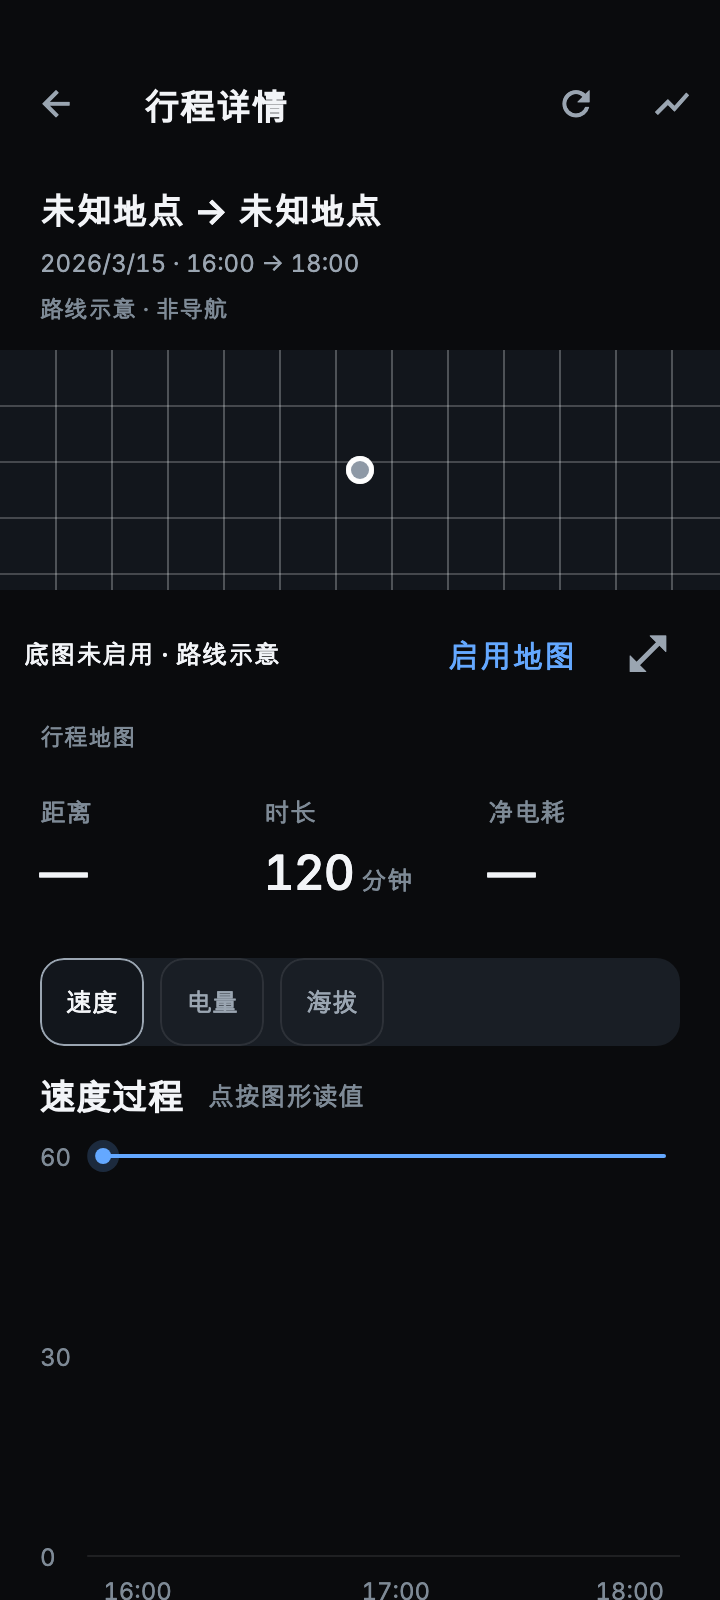 行程详情
未知地点 → 未知地点
2026/3/15 · 16:00 → 18:00
路线示意 · 非导航
底图未启用 · 路线示意 启用地图
行程地图
距离 时长 净电耗
— 120 分钟 —
速度 电量 海拔
速度过程 点按图形读值
60
30
0
16:00 17:00 18:00